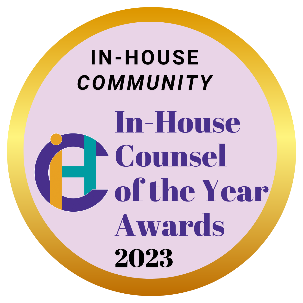 IN-HOUSE
COMMUNITY
In-House
Counsel
of the Year
Awards
2023